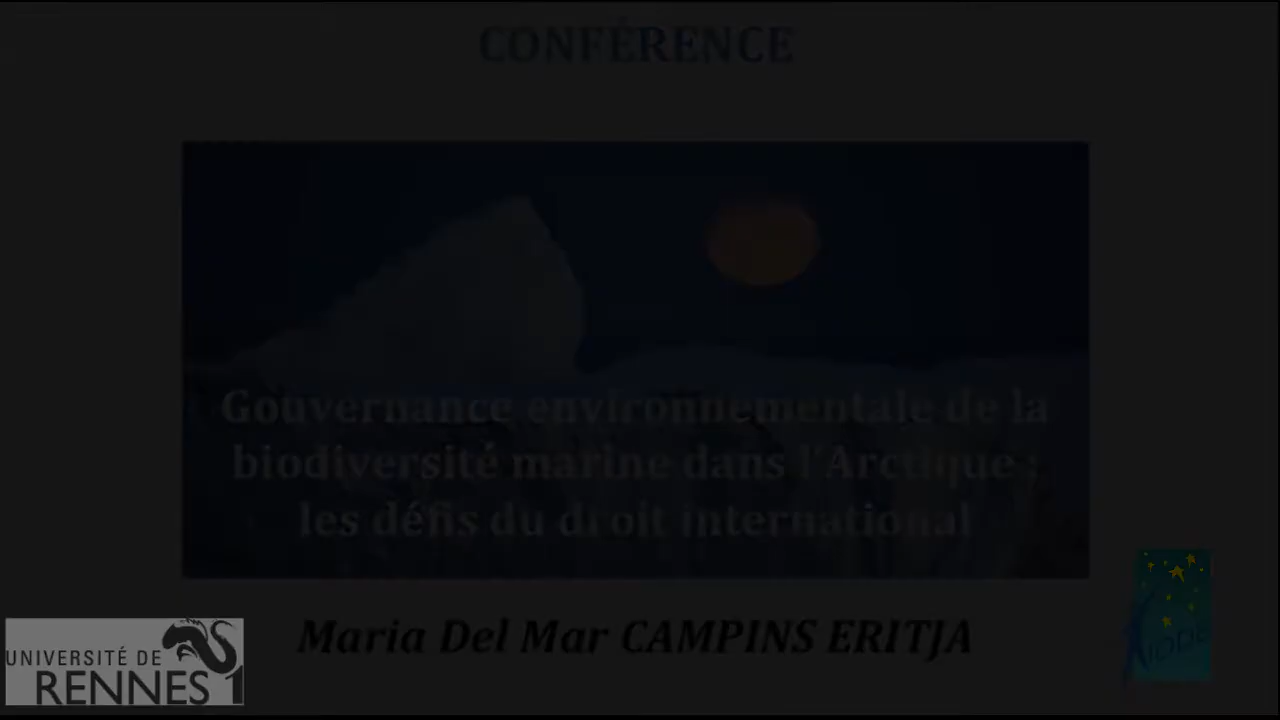 CONFÉRENCE
Gouvernance environnementale de la
biodiversité marine dans l'Arctique :
les défis du droit international
Maria Del Mar CAMPINS ERITJA
UNIVERSITÉ DE
RENNES 1
IODE